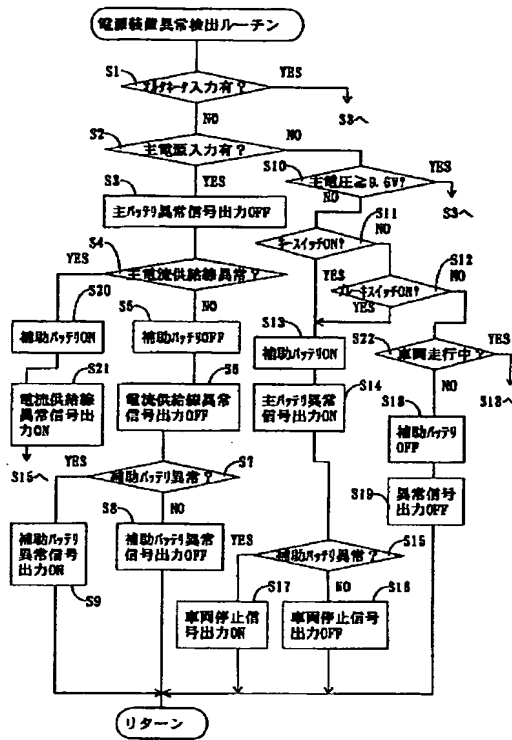 電源装置異常検出ルーチン
S1
オルタネータ入力有?
YES
S3へ
NO
S2
主電源入力有?
NO
YES
S10
主電圧≧9.6V?
YES
S3へ
NO
S3
主バッテリ異常信号出力OFF
S11
キースイッチON?
NO
YES
S4
主電流供給線異常?
YES
NO
S12
ブレーキスイッチON?
NO
YES
S20
補助バッテリON
S5
補助バッテリOFF
S13
補助バッテリON
S22
車両走行中?
YES
S13へ
NO
S21
電流供給線
異常信号出
力ON
S15へ
S6
電流供給線異常
信号出力OFF
S14
主バッテリ異常
信号出力ON
S18
補助バッテリ
OFF
S7
補助バッテリ異常?
YES
NO
S19
異常信号
出力OFF
S8
補助バッテリ異常
信号出力OFF
補助バッテリ
異常信号
出力ON
S9
S15
補助バッテリ異常?
YES
NO
S17
車両停止信
号出力ON
S16
車両停止信号
出力OFF
リターン